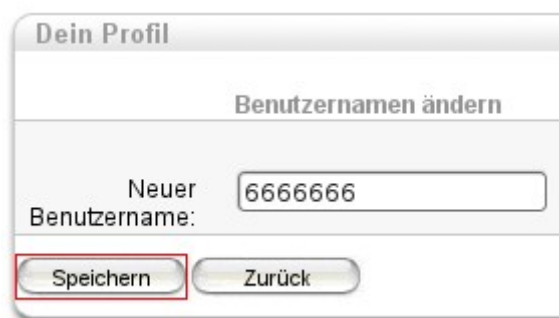 Dein Profil
Benutzernamen ändern
Neuer
Benutzername:
6666666
Speichern
Zurück